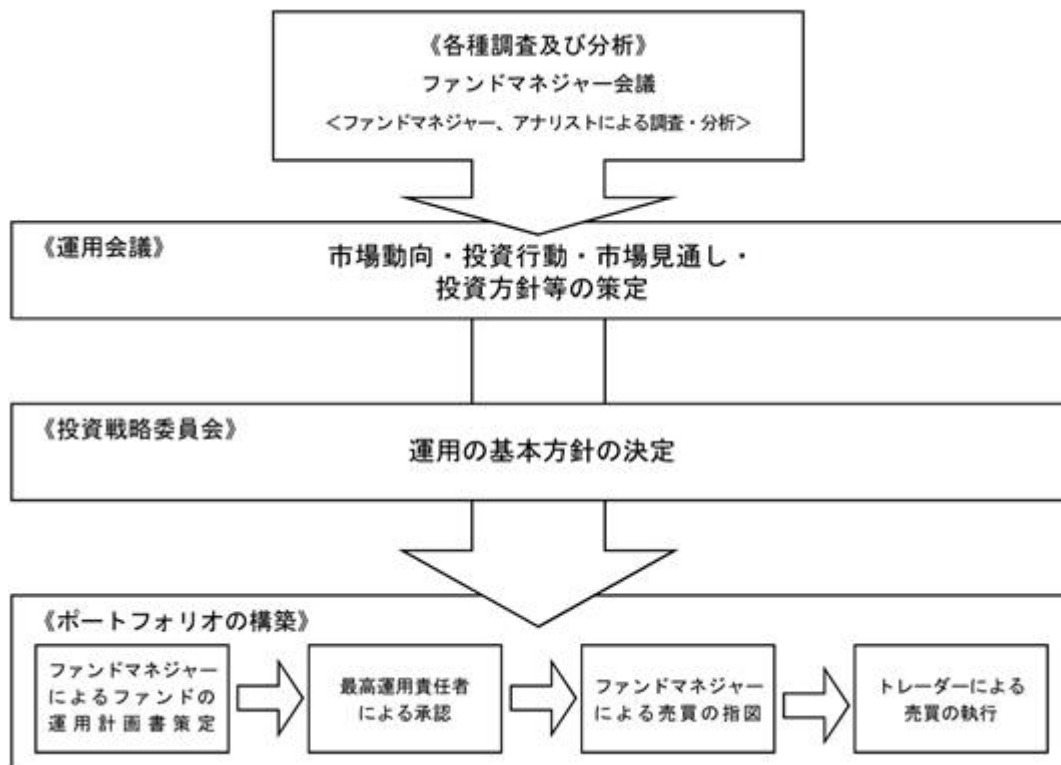 《各種調査及び分析》
ファンドマネジャー会議
<ファンドマネジャー、アナリストによる調査・分析>
《運用会議》
市場動向・投資行動・市場見通し・
投資方針等の策定
《投資戦略委員会》
運用の基本方針の決定
《ポートフォリオの構築》
ファンドマネジャー
によるファンドの
運用計画書策定
最高運用責任者
による承認
ファンドマネジャー
による売買の指図
トレーダーによる
売買の執行